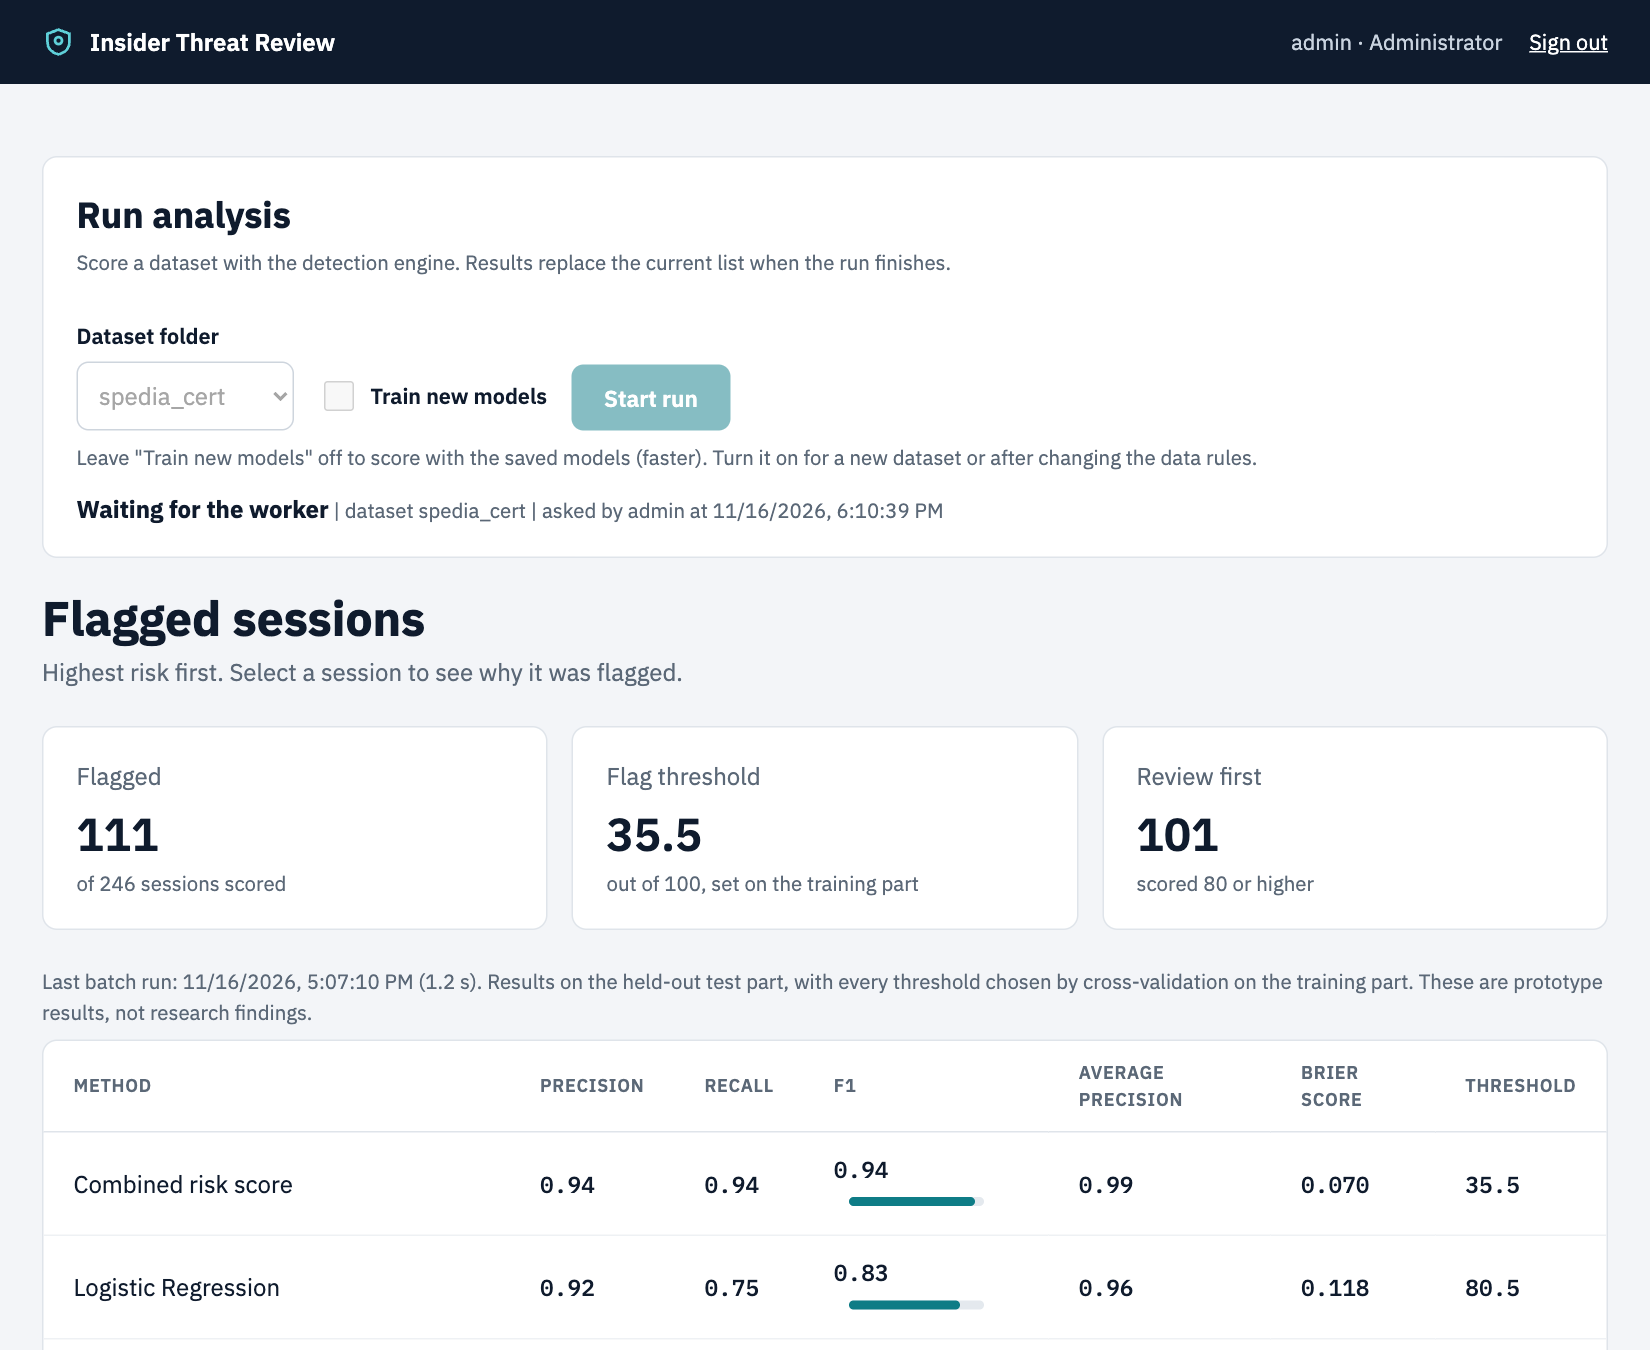 Insider Threat Review
admin · Administrator
Sign out
Run analysis
Score a dataset with the detection engine. Results replace the current list when the run finishes.
Dataset folder
spedia_cert
Train new models
Start run
Leave "Train new models" off to score with the saved models (faster). Turn it on for a new dataset or after changing the data rules.
Waiting for the worker | dataset spedia_cert | asked by admin at 11/16/2026, 6:10:39 PM
Flagged sessions
Highest risk first. Select a session to see why it was flagged.
Flagged
111
of 246 sessions scored
Flag threshold
35.5
out of 100, set on the training part
Review first
101
scored 80 or higher
Last batch run: 11/16/2026, 5:07:10 PM (1.2 s). Results on the held-out test part, with every threshold chosen by cross-validation on the training part. These are prototype
results, not research findings.
METHOD PRECISION RECALL F1 AVERAGE PRECISION BRIER SCORE THRESHOLD
Combined risk score 0.94 0.94 0.94 0.99 0.070 35.5
Logistic Regression 0.92 0.75 0.83 0.96 0.118 80.5